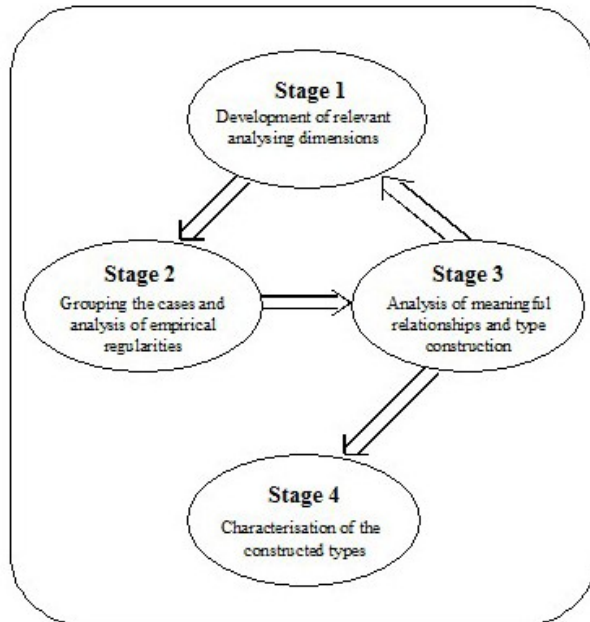 Stage 1
Development of relevant
analysing dimensions
Stage 2
Grouping the cases and
analysis of empirical
regularities
Stage 3
Analysis of meaningful
relationships and type
construction
Stage 4
Characterisation of the
constructed types